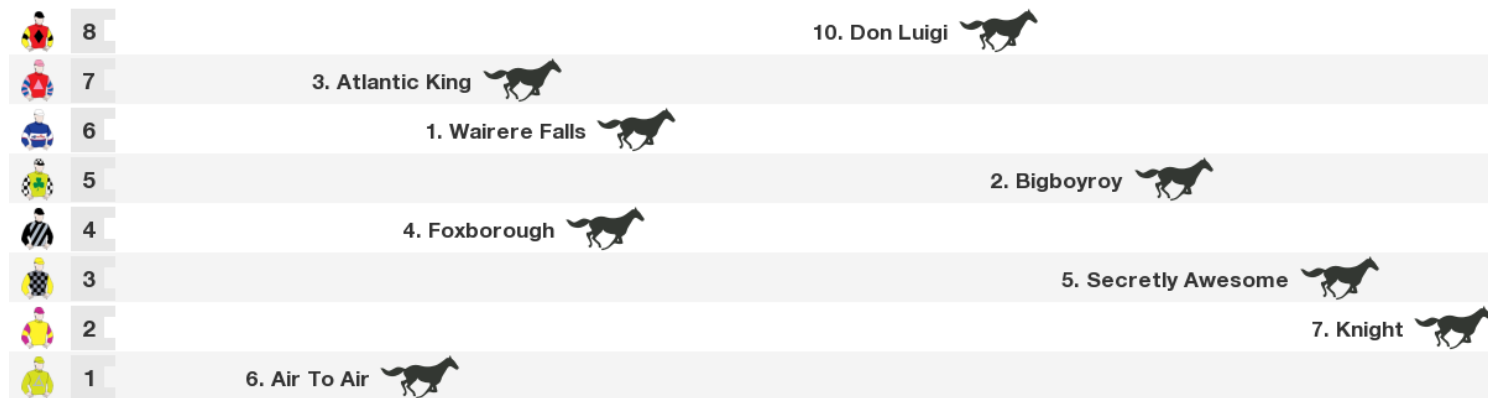 8 10. Don Luigi
7 3. Atlantic King
6 1. Wairere Falls
5 2. Bigboyroy
4 4. Foxborough
3 5. Secretly Awesome
2 7. Knight
1 6. Air To Air